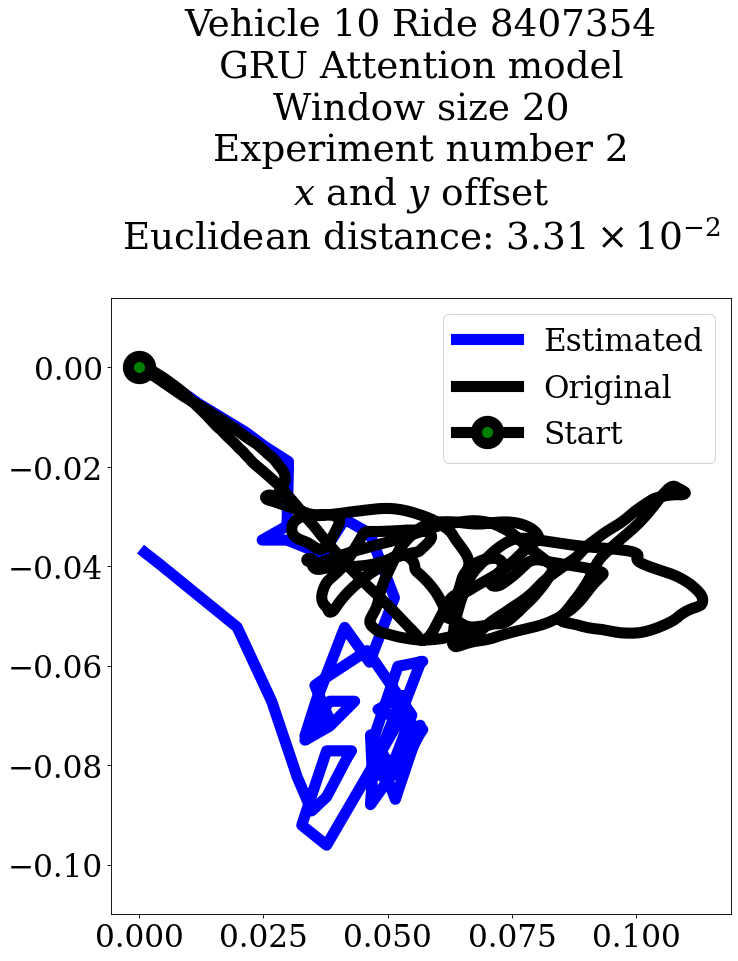 Vehicle 10 Ride 8407354
GRU Attention model
Window size 20
Experiment number 2
x and y offset
Euclidean distance: 3.31 × 10⁻²
Estimated
Original
Start
0.00
−0.02
−0.04
−0.06
−0.08
−0.10
0.000 0.025 0.050 0.075 0.100